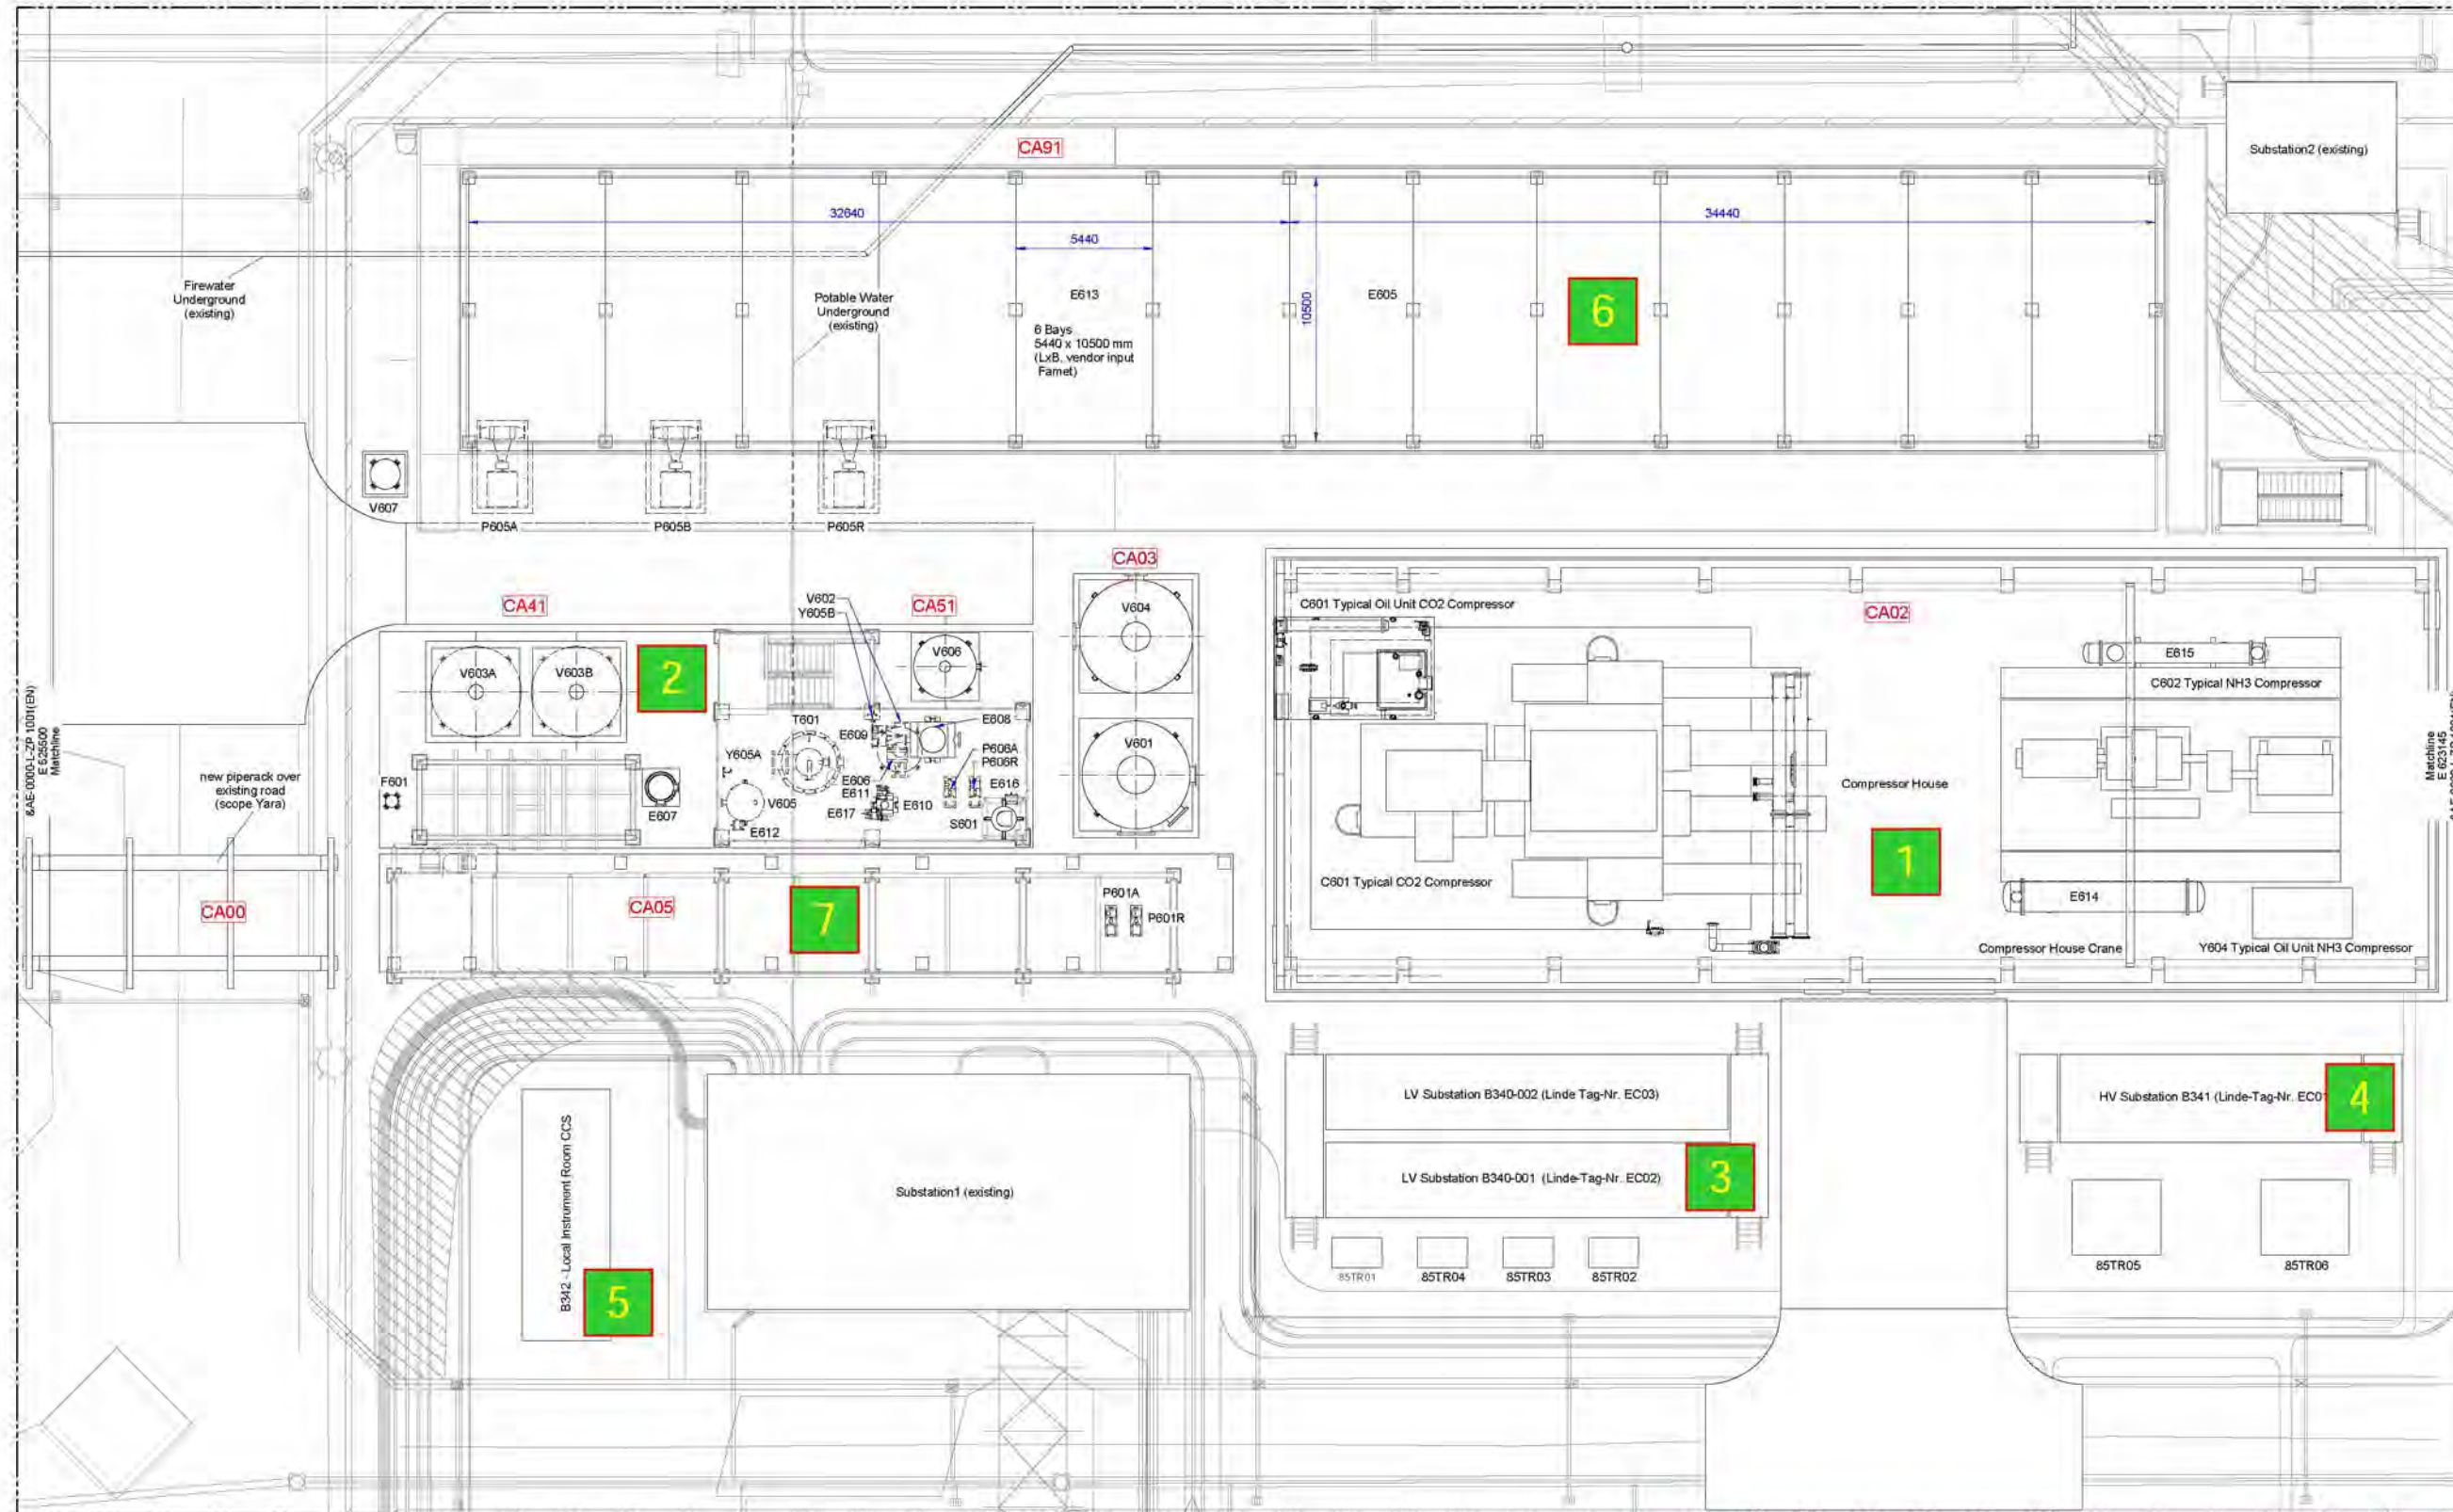 Substation2 (existing)
CA91
32640
34440
5440
10500
Firewater
Underground
(existing)
Potable Water
Underground
(existing)
E613
6 Bays
5440 x 10500 mm
(LxB. vendor input
Famet)
E605
6
V607
P605A
P605B
P605R
CA41
V602
Y605B
CA51
CA03
V603A
V603B
2
V606
V604
T601
E609
E608
Y605A
P606A
P606R
E606
E611
E616
V605
E610
E617
S601
E612
V601
F601
E607
new piperack over
existing road
(scope Yara)
E 625500
Matchline
C601 Typical Oil Unit CO2 Compressor
CA02
E615
C602 Typical NH3 Compressor
Compressor House
1
C601 Typical CO2 Compressor
E614
Compressor House Crane
Y604 Typical Oil Unit NH3 Compressor
Matchline
E 623145
CA00
CA05
7
P601A
P601R
B342 - Local Instrument Room CCS
5
Substation1 (existing)
LV Substation B340-002 (Linde Tag-Nr. EC03)
LV Substation B340-001 (Linde-Tag-Nr. EC02)
3
85TR01
85TR04
85TR03
85TR02
HV Substation B341 (Linde-Tag-Nr. EC01
4
85TR05
85TR06